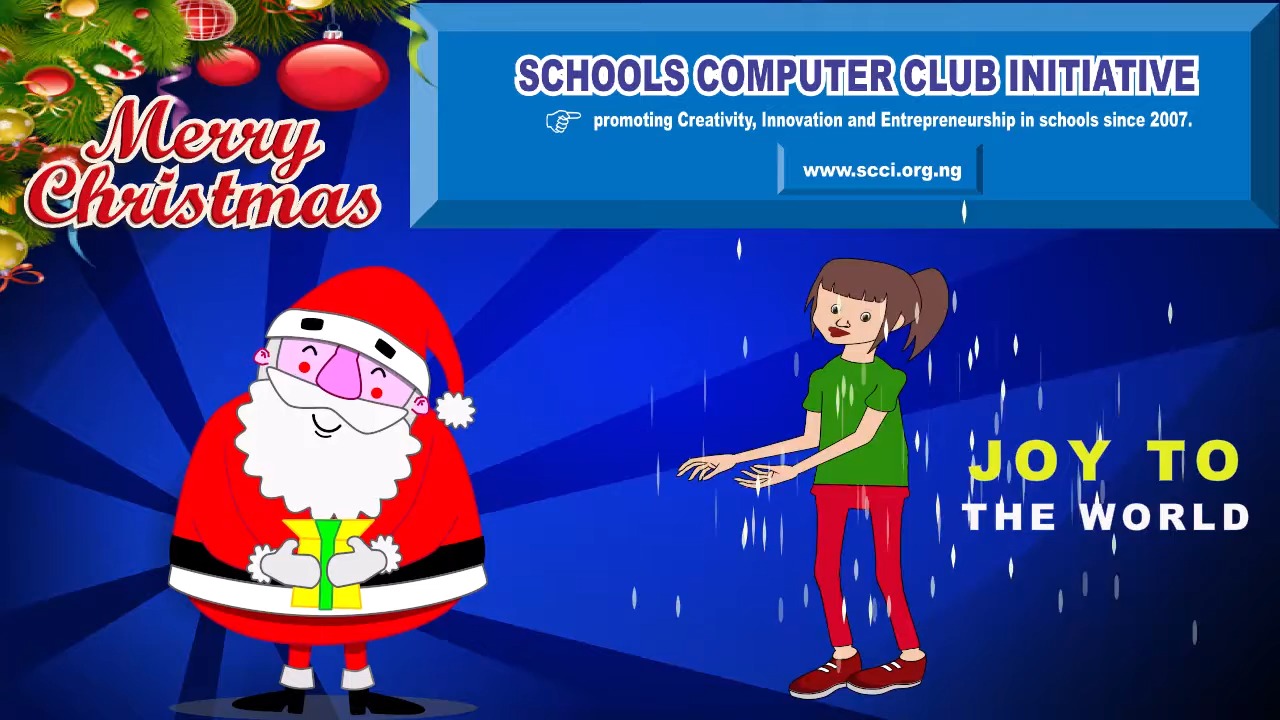 Merry
Christmas
SCHOOLS COMPUTER CLUB INITIATIVE
promoting Creativity, Innovation and Entrepreneurship in schools since 2007.
www.scci.org.ng
JOY TO
THE WORLD